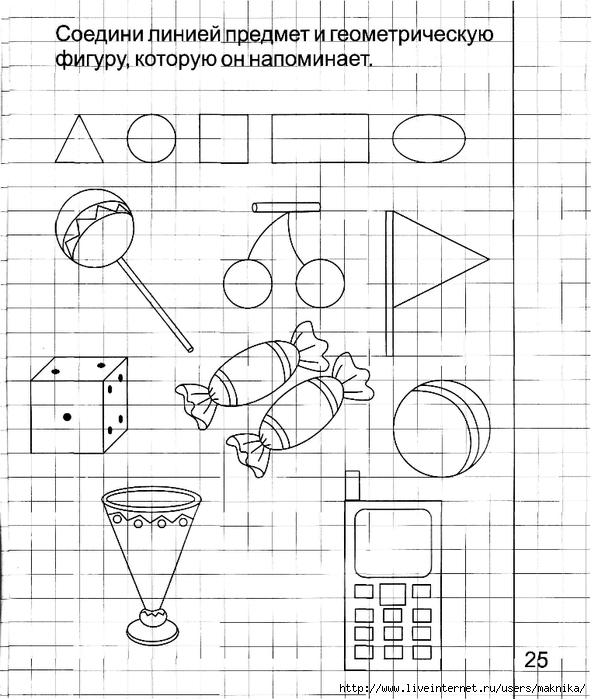 Соедини линией предмет и геометрическую
фигуру, которую он напоминает.
25
http://www.liveinternet.ru/users/maknika/